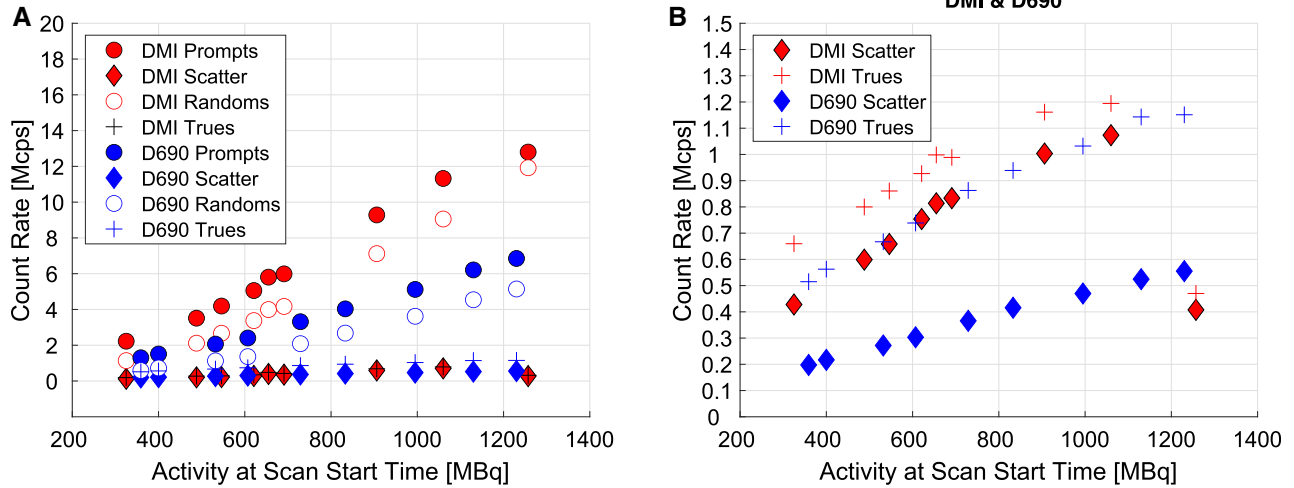 DMI & D690
A
20
18
16
14
12
10
8
6
4
2
0
Count Rate [Mcps]
DMI Prompts
DMI Scatter
DMI Randoms
DMI Trues
D690 Prompts
D690 Scatter
D690 Randoms
D690 Trues
200 400 600 800 1000 1200 1400
Activity at Scan Start Time [MBq]
B
1.5
1.4
1.3
1.2
1.1
1
0.9
0.8
0.7
0.6
0.5
0.4
0.3
0.2
0.1
0
Count Rate [Mcps]
DMI Scatter
DMI Trues
D690 Scatter
D690 Trues
200 400 600 800 1000 1200 1400
Activity at Scan Start Time [MBq]